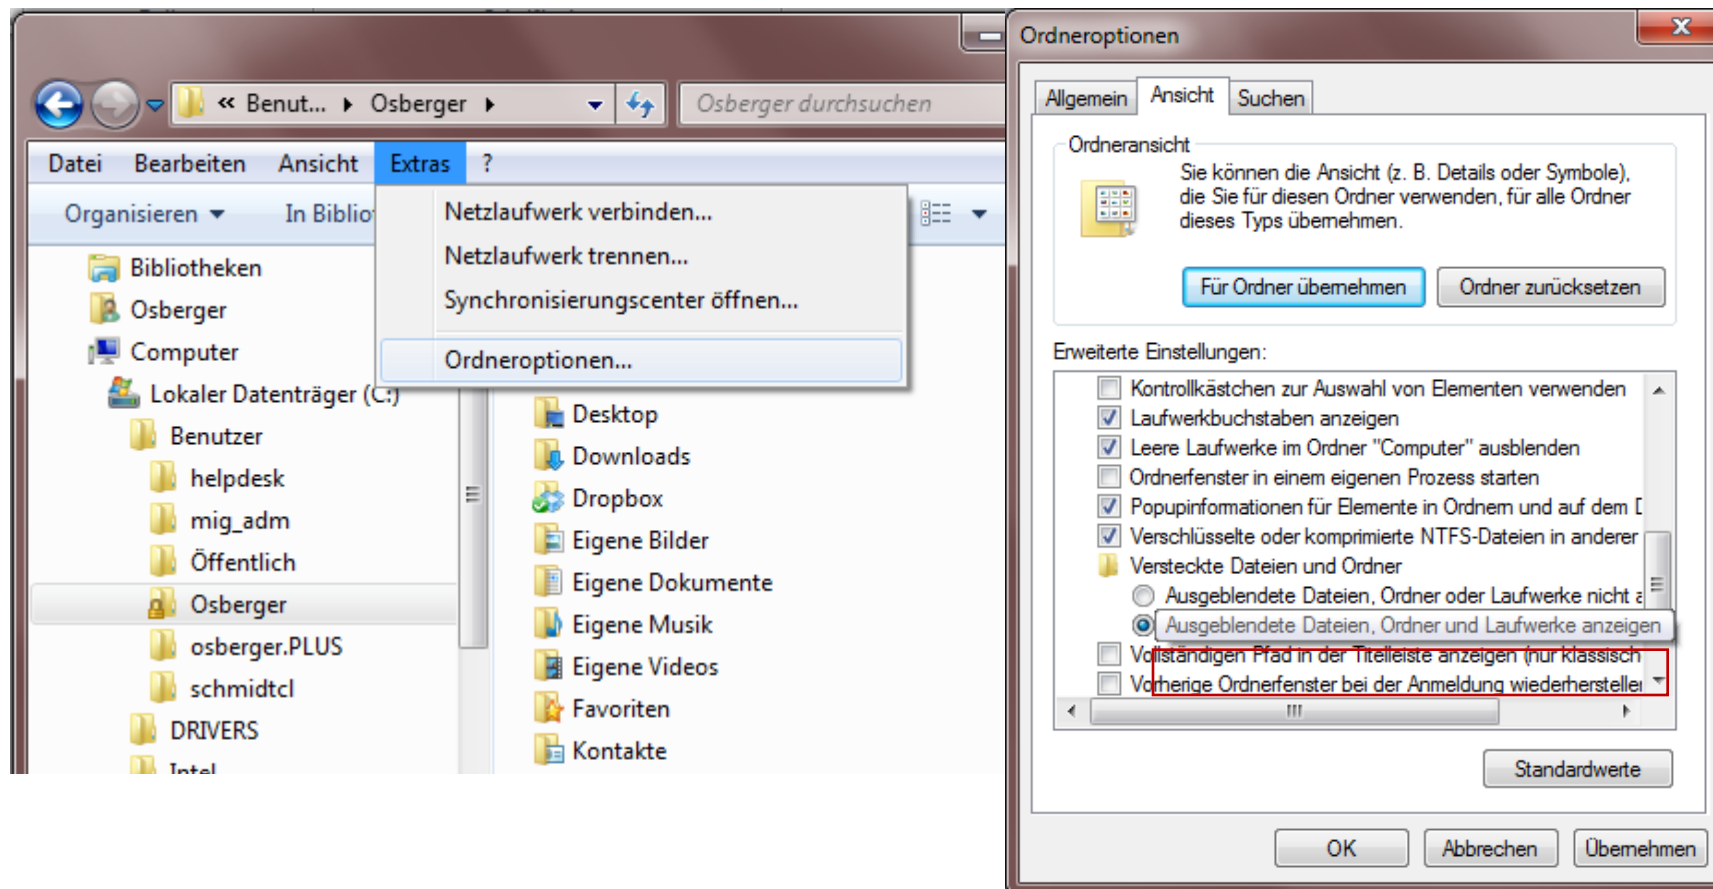 « Benut... Osberger
Osberger durchsuchen
Datei Bearbeiten Ansicht Extras ?
Organisieren In Biblio
Netzlaufwerk verbinden...
Netzlaufwerk trennen...
Synchronisierungscenter öffnen...
Ordneroptionen...
Bibliotheken
Osberger
Computer
Lokaler Datenträger (C:)
Benutzer
helpdesk
mig_adm
Öffentlich
Osberger
osberger.PLUS
schmidtcl
DRIVERS
Intel
Desktop
Downloads
Dropbox
Eigene Bilder
Eigene Dokumente
Eigene Musik
Eigene Videos
Favoriten
Kontakte
Ordneroptionen
Allgemein Ansicht Suchen
Ordneransicht
Sie können die Ansicht (z. B. Details oder Symbole),
die Sie für diesen Ordner verwenden, für alle Ordner
dieses Typs übernehmen.
Für Ordner übernehmen Ordner zurücksetzen
Erweiterte Einstellungen:
Kontrollkästchen zur Auswahl von Elementen verwenden
Laufwerkbuchstaben anzeigen
Leere Laufwerke im Ordner "Computer" ausblenden
Ordnerfenster in einem eigenen Prozess starten
Popupinformationen für Elemente in Ordnern und auf dem D
Verschlüsselte oder komprimierte NTFS-Dateien in anderer
Versteckte Dateien und Ordner
Ausgeblendete Dateien, Ordner oder Laufwerke nicht a
Ausgeblendete Dateien, Ordner und Laufwerke anzeigen
Vollständigen Pfad in der Titelleiste anzeigen (nur klassisch
Vorherige Ordnerfenster bei der Anmeldung wiederherstellen
Standardwerte
OK Abbrechen Übernehmen